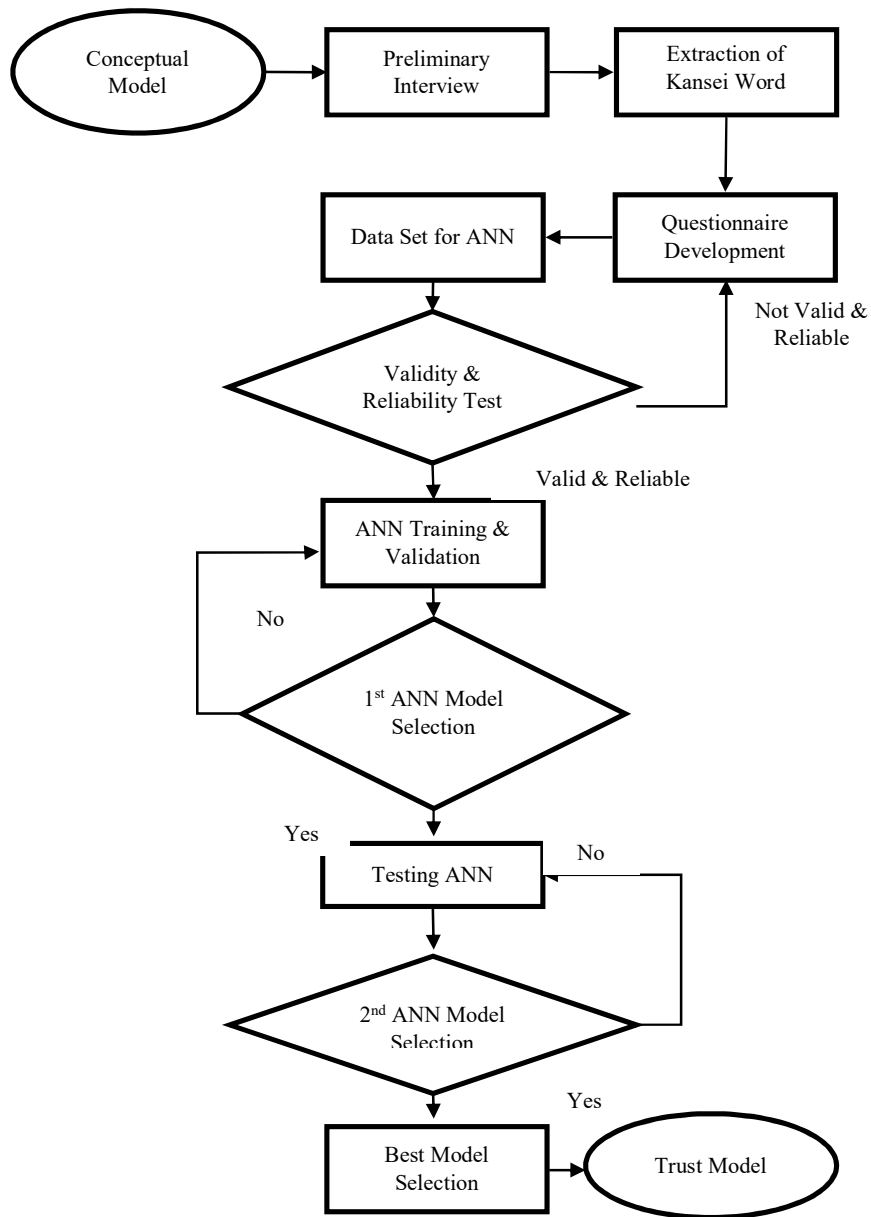 Conceptual
Model
Preliminary
Interview
Extraction of
Kansei Word
Data Set for ANN
Questionnaire
Development
Not Valid &
Reliable
Validity &
Reliability Test
Valid & Reliable
ANN Training &
Validation
No
1st ANN Model
Selection
Yes
Testing ANN
No
2nd ANN Model
Selection
Yes
Best Model
Selection
Trust Model